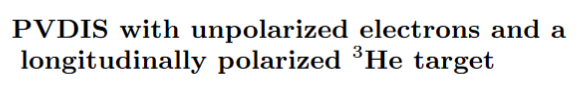 PVDIS with unpolarized electrons and a
longitudinally polarized ³He target